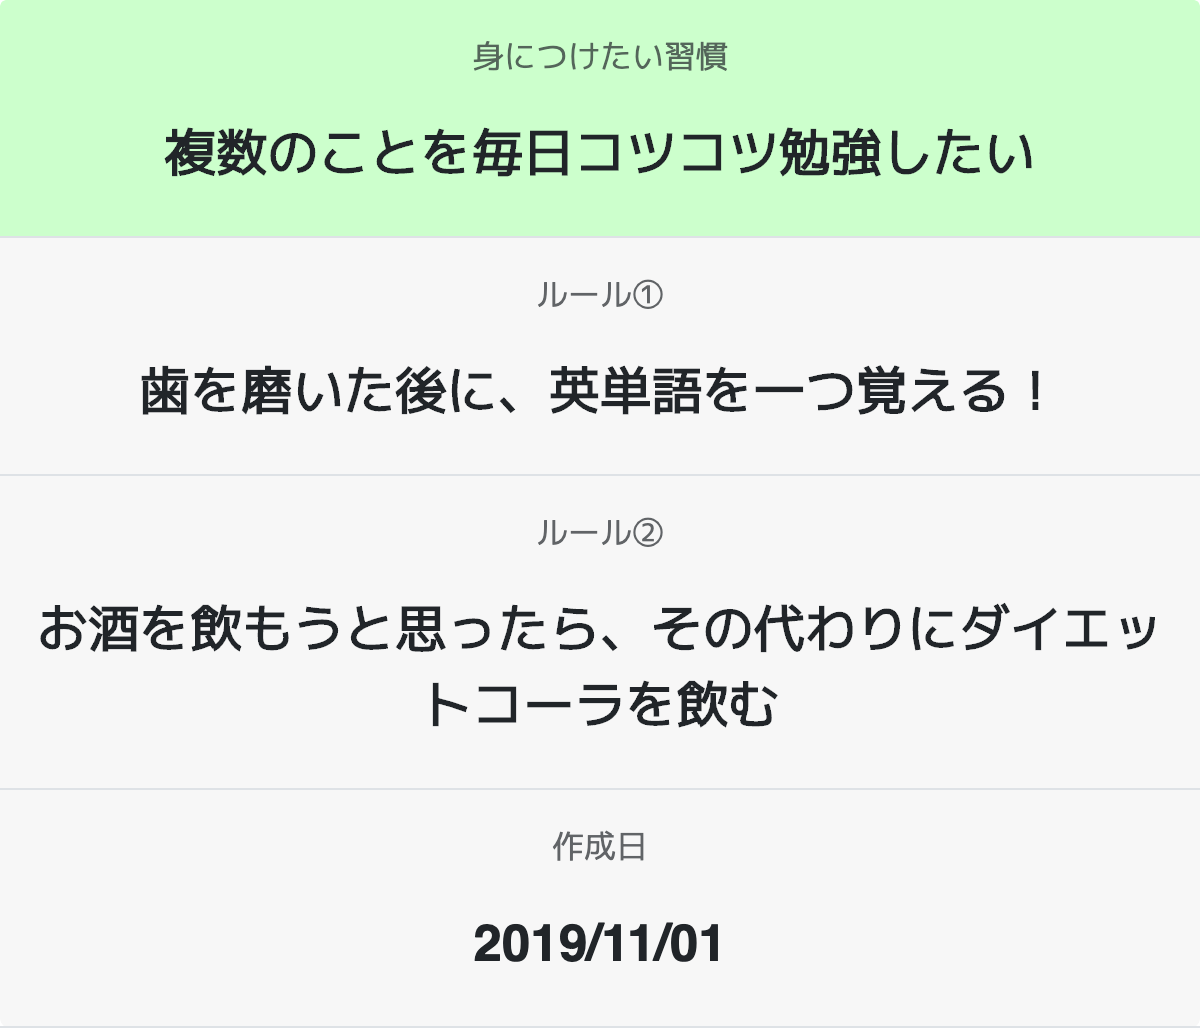 身につけたい習慣
複数のことを毎日コツコツ勉強したい
ルール①
歯を磨いた後に、英単語を一つ覚える！
ルール②
お酒を飲もうと思ったら、その代わりにダイエッ
トコーラを飲む
作成日
2019/11/01